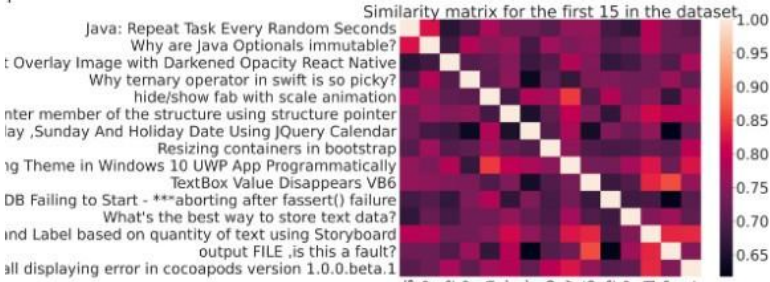 Similarity matrix for the first 15 in the dataset
Java: Repeat Task Every Random Seconds
Why are Java Optionals immutable?
t Overlay Image with Darkened Opacity React Native
Why ternary operator in swift is so picky?
hide/show fab with scale animation
nter member of the structure using structure pointer
lay ,Sunday And Holiday Date Using JQuery Calendar
Resizing containers in bootstrap
ng Theme in Windows 10 UWP App Programmatically
TextBox Value Disappears VB6
DB Failing to Start - ***aborting after fassert() failure
What's the best way to store text data?
and Label based on quantity of text using Storyboard
output FILE ,is this a fault?
all displaying error in cocoapods version 1.0.0.beta.1
1.00
0.95
0.90
0.85
0.80
0.75
0.70
0.65